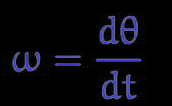 ω = dθ/dt